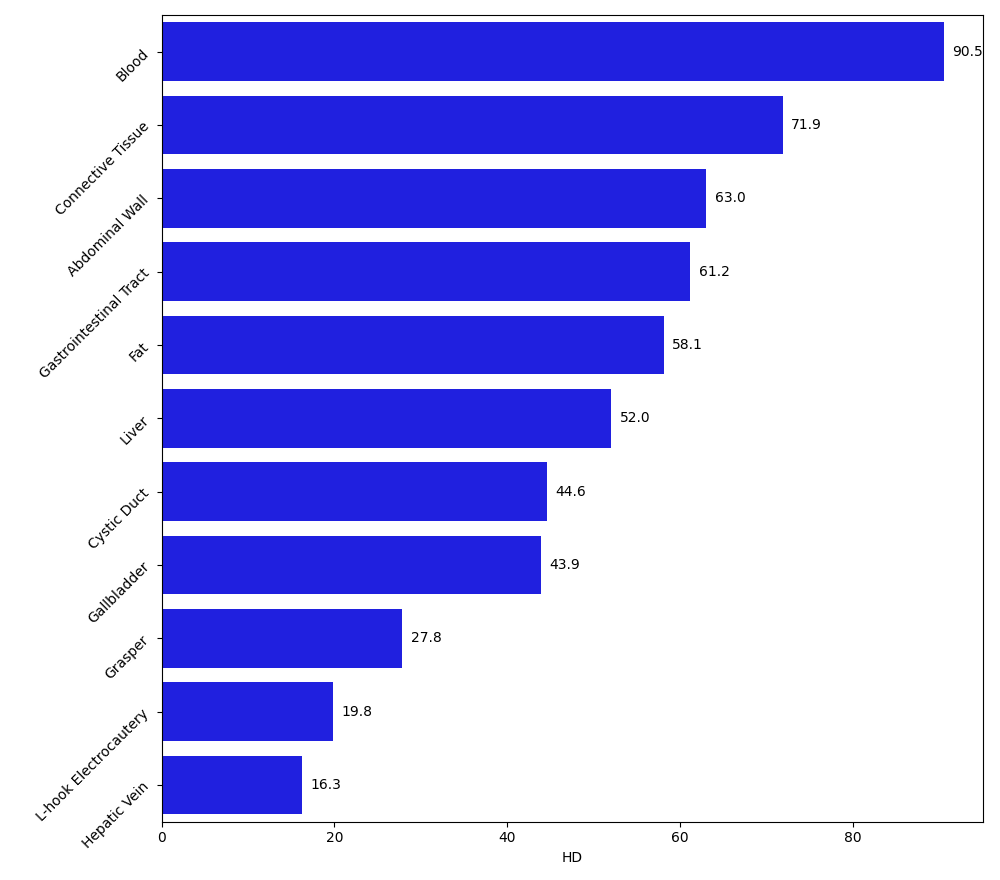 Blood 90.5
Connective Tissue 71.9
Abdominal Wall 63.0
Gastrointestinal Tract 61.2
Fat 58.1
Liver 52.0
Cystic Duct 44.6
Gallbladder 43.9
Grasper 27.8
L-hook Electrocautery 19.8
Hepatic Vein 16.3
0 20 40 60 80
HD